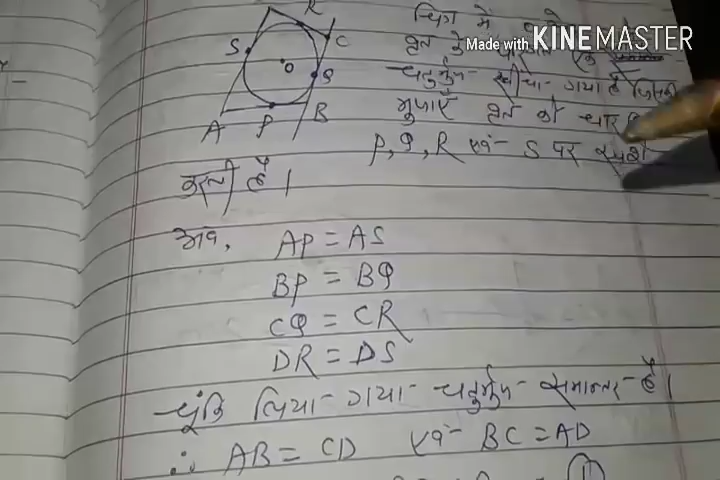 R
S
C
O
Q
A
P
B
चित्र में
Made with KINEMASTER
वृत्त के
चतुर्भुज खींचा गया है जिसकी
भुजाएँ वृत्त को चार
P, Q, R एवं S पर स्पर्श
करती है।
अब, AP = AS
BP = BQ
CQ = CR
DR = DS
चूंकि लिया गया चतुर्भुज समान्तर है।
∴ AB = CD एवं BC = AD